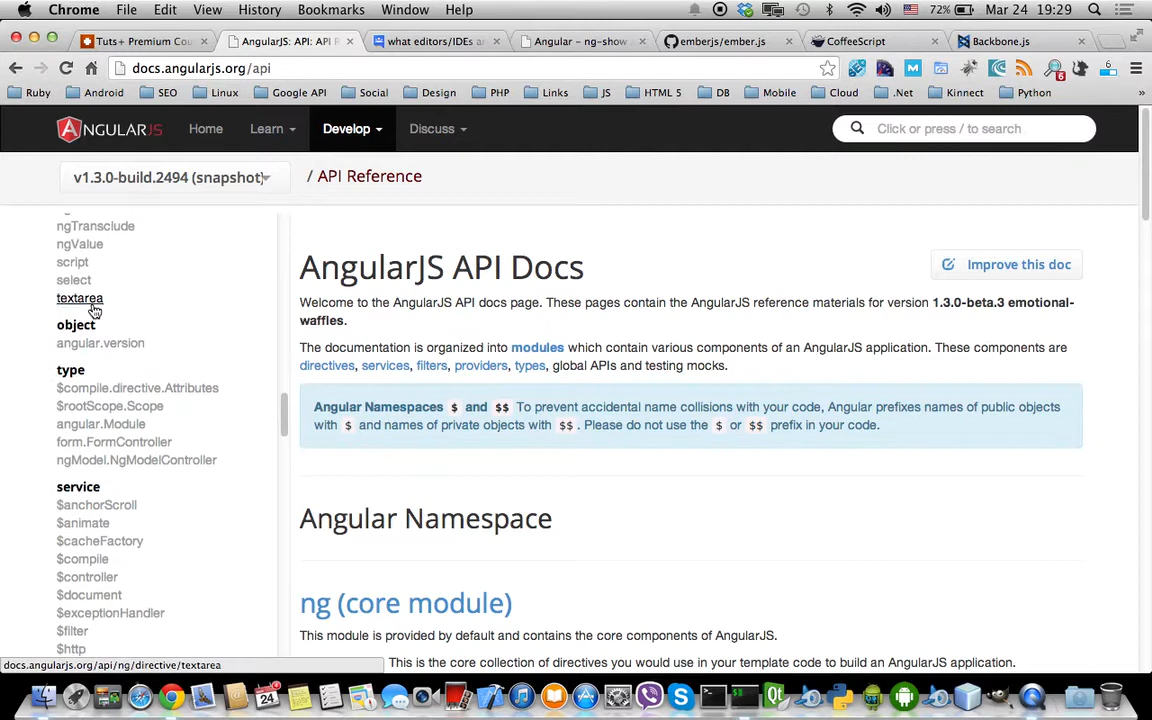 Chrome File Edit View History Bookmarks Window Help 72% Mar 24 19:29
Tuts+ Premium Cou AngularJS: API: API R what editors/IDEs a Angular - ng-show emberjs/ember.js CoffeeScript Backbone.js
docs.angularjs.org/api
Ruby Android SEO Linux Google API Social Design PHP Links JS HTML 5 DB Mobile Cloud .Net Kinnect Python »
ANGULARJS Home Learn Develop Discuss Click or press / to search
v1.3.0-build.2494 (snapshot) / API Reference
ngTransclude
ngValue
script
select
textarea
object
angular.version
type
$compile.directive.Attributes
$rootScope.Scope
angular.Module
form.FormController
ngModel.NgModelController
service
$anchorScroll
$animate
$cacheFactory
$compile
$controller
$document
$exceptionHandler
$filter
$http
AngularJS API Docs
Improve this doc
Welcome to the AngularJS API docs page. These pages contain the AngularJS reference materials for version 1.3.0-beta.3 emotional-
waffles.
The documentation is organized into modules which contain various components of an AngularJS application. These components are
directives, services, filters, providers, types, global APIs and testing mocks.
Angular Namespaces $ and $$ To prevent accidental name collisions with your code, Angular prefixes names of public objects
with $ and names of private objects with $$ . Please do not use the $ or $$ prefix in your code.
Angular Namespace
ng (core module)
This module is provided by default and contains the core components of AngularJS.
This is the core collection of directives you would use in your template code to build an AngularJS application.
docs.angularjs.org/api/ng/directive/textarea